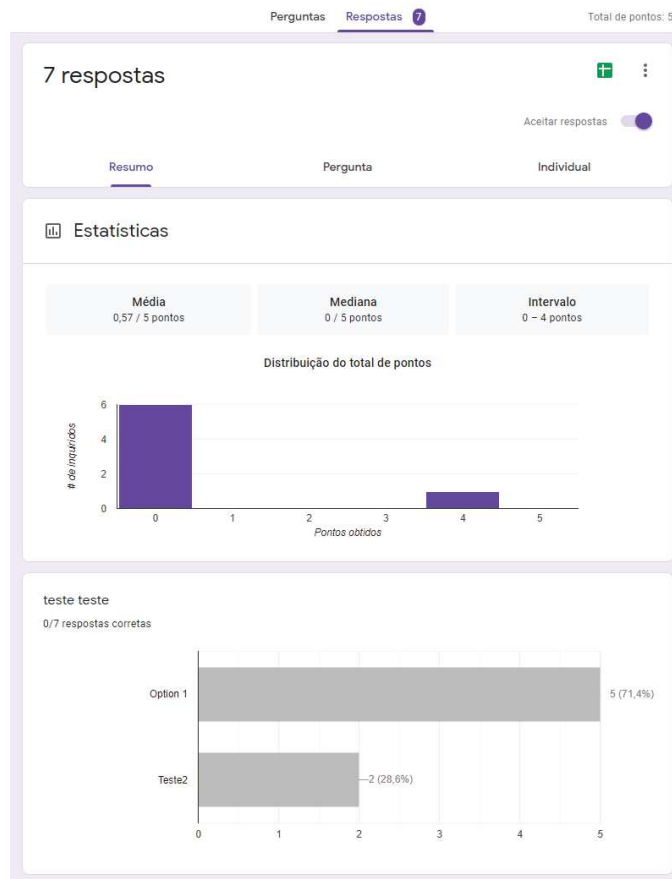 Perguntas Respostas 7 Total de pontos: 5
7 respostas
Aceitar respostas
Resumo Pergunta Individual
Estatísticas
Média Mediana Intervalo
0,57 / 5 pontos 0 / 5 pontos 0 – 4 pontos
Distribuição do total de pontos
# de inquiridos
6
4
2
0
0 1 2 3 4 5
Pontos obtidos
teste teste
0/7 respostas corretas
Option 1 5 (71,4%)
Teste2 2 (28,6%)
0 1 2 3 4 5